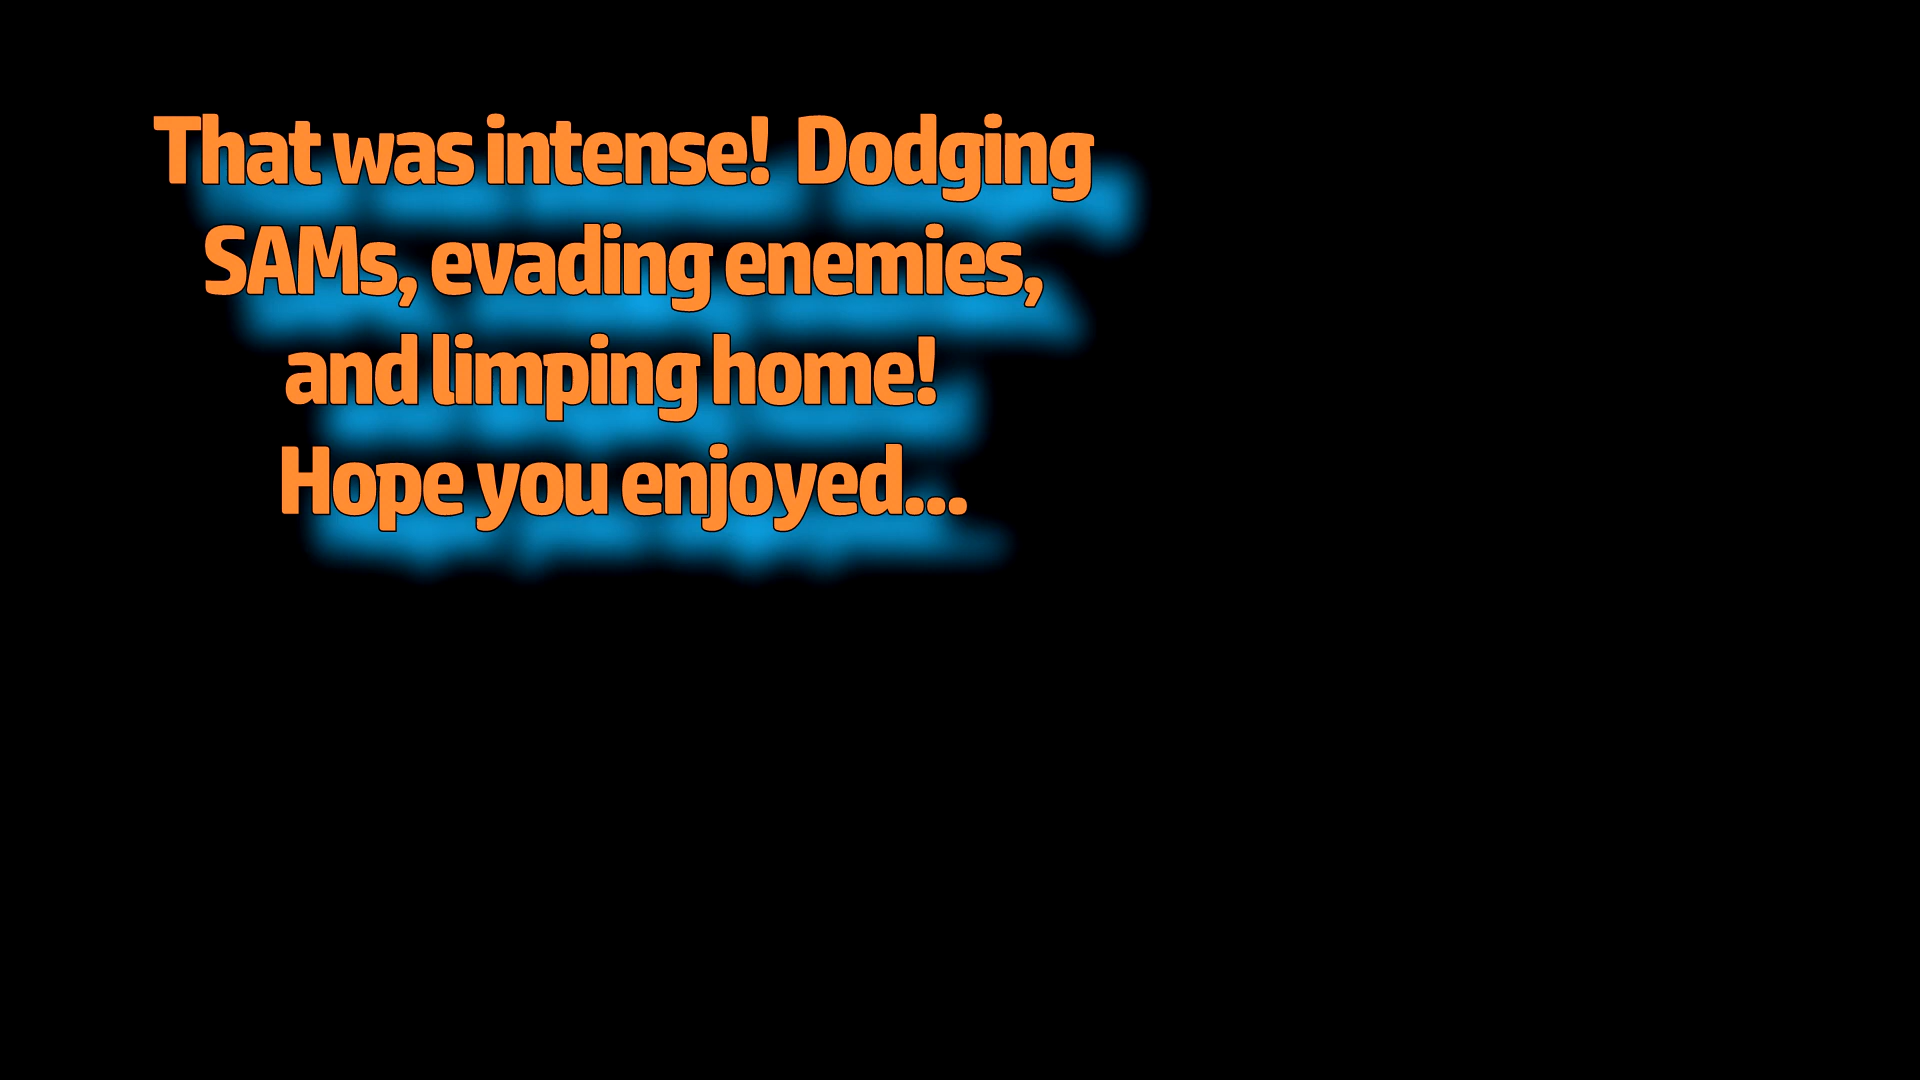 That was intense!  Dodging
SAMs, evading enemies,
and limping home!
Hope you enjoyed...